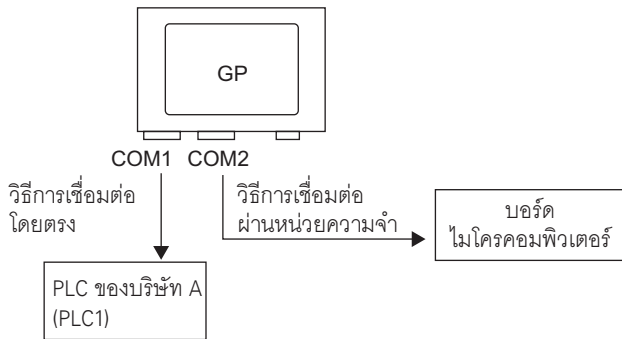 GP
COM1 COM2
วิธีการเชื่อมต่อ
โดยตรง
วิธีการเชื่อมต่อ
ผ่านหน่วยความจำ
บอร์ด
ไมโครคอมพิวเตอร์
PLC ของบริษัท A
(PLC1)